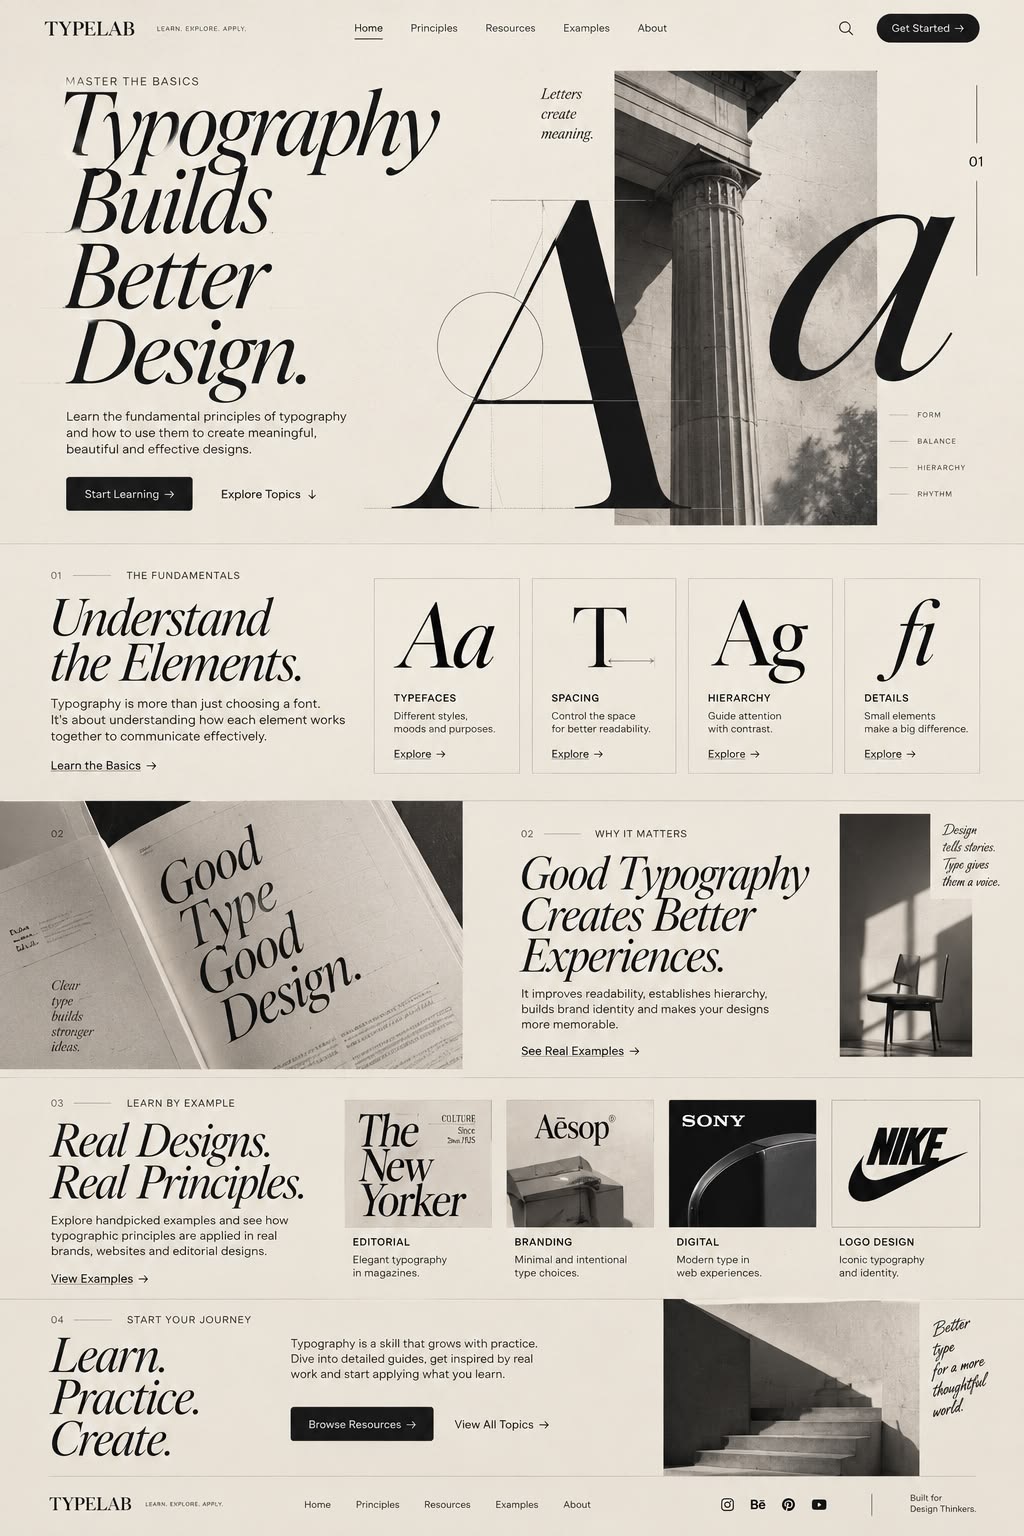 TYPELAB
LEARN. EXPLORE. APPLY.
Home
Principles
Resources
Examples
About
Get Started →
MASTER THE BASICS
Typography
Builds
Better
Design.
Learn the fundamental principles of typography
and how to use them to create meaningful,
beautiful and effective designs.
Start Learning →
Explore Topics ↓
Letters
create
meaning.
A
a
01
FORM
BALANCE
HIERARCHY
RHYTHM
01
THE FUNDAMENTALS
Understand
the Elements.
Typography is more than just choosing a font.
It's about understanding how each element works
together to communicate effectively.
Learn the Basics →
Aa
TYPEFACES
Different styles,
moods and purposes.
Explore →
T
SPACING
Control the space
for better readability.
Explore →
Ag
HIERARCHY
Guide attention
with contrast.
Explore →
fi
DETAILS
Small elements
make a big difference.
Explore →
02
Good
Type
Good
Design.
Clear
type
builds
stronger
ideas.
02
WHY IT MATTERS
Good Typography
Creates Better
Experiences.
It improves readability, establishes hierarchy,
builds brand identity and makes your designs
more memorable.
See Real Examples →
Design
tells stories.
Type gives
them a voice.
03
LEARN BY EXAMPLE
Real Designs.
Real Principles.
Explore handpicked examples and see how
typographic principles are applied in real
brands, websites and editorial designs.
View Examples →
The
New
Yorker
Since
EDITORIAL
Elegant typography
in magazines.
Aēsop®
BRANDING
Minimal and intentional
type choices.
SONY
DIGITAL
Modern type in
web experiences.
NIKE
LOGO DESIGN
Iconic typography
and identity.
04
START YOUR JOURNEY
Learn.
Practice.
Create.
Typography is a skill that grows with practice.
Dive into detailed guides, get inspired by real
work and start applying what you learn.
Browse Resources →
View All Topics →
Better
type
for a more
thoughtful
world.
TYPELAB
LEARN. EXPLORE. APPLY.
Home
Principles
Resources
Examples
About
Bē
Built for
Design Thinkers.